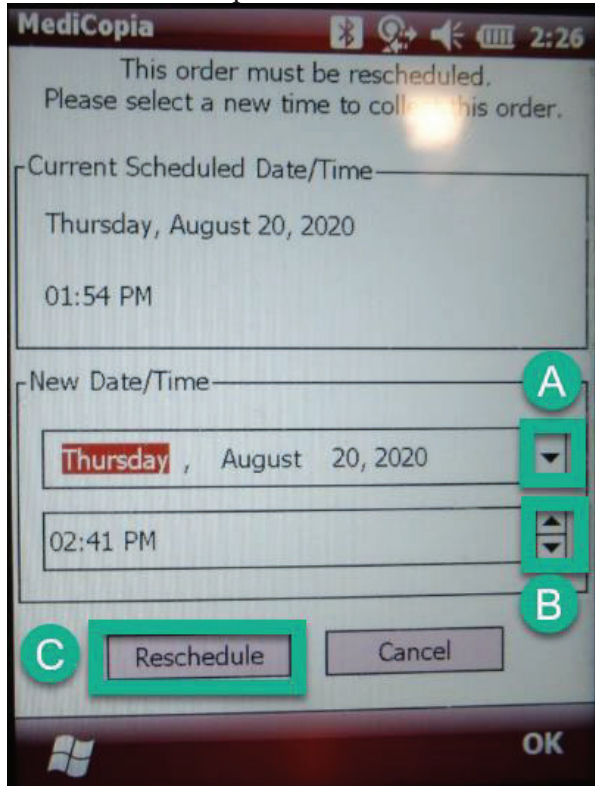 MediCopia 2:26
This order must be rescheduled.
Please select a new time to collect this order.
Current Scheduled Date/Time
Thursday, August 20, 2020
01:54 PM
New Date/Time
A
Thursday , August 20, 2020
02:41 PM
B
C
Reschedule Cancel
OK